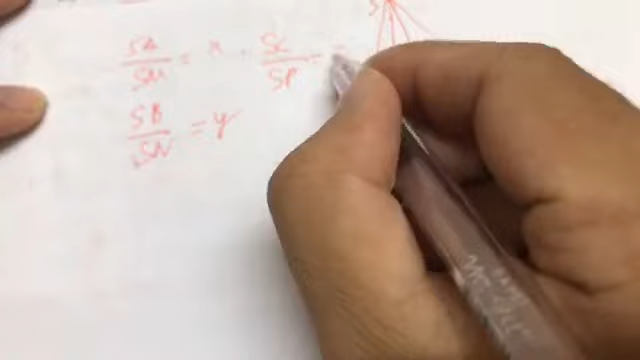 S
SA/SM = x . SC/SP =
SB/SN = y